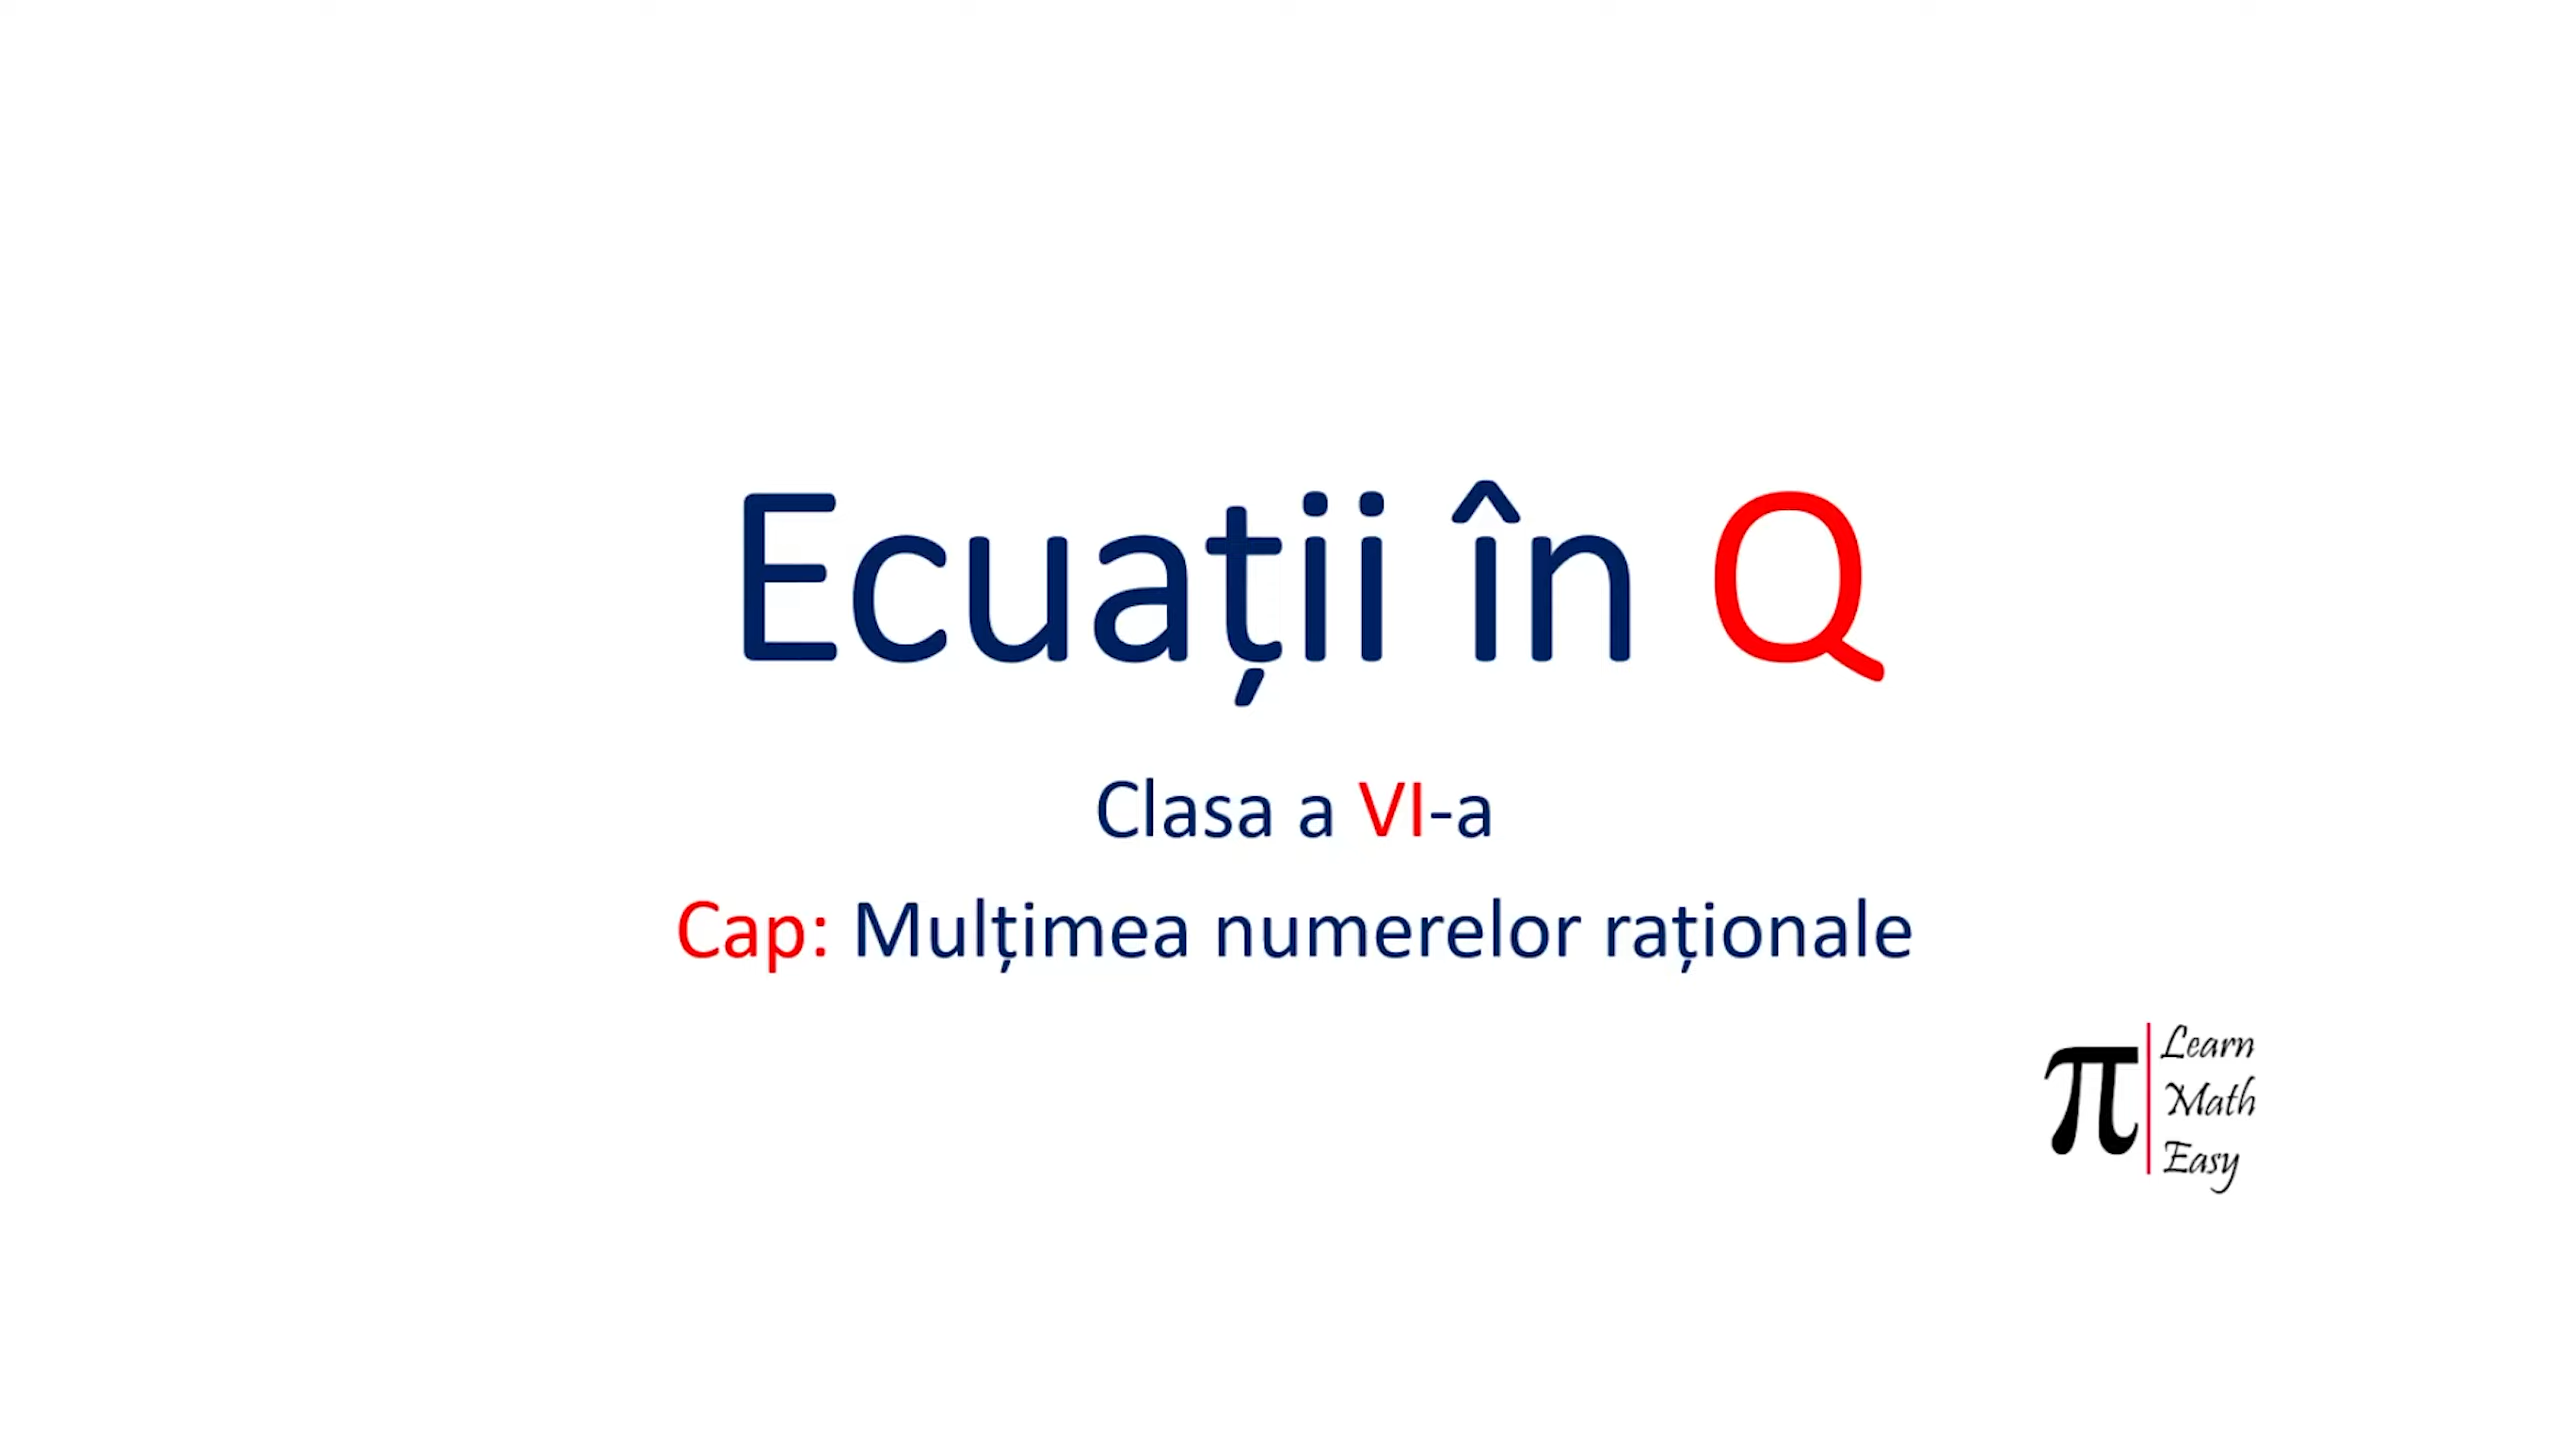 Ecuații în Q
Clasa a VI-a
Cap: Mulțimea numerelor raționale
π
Learn
Math
Easy